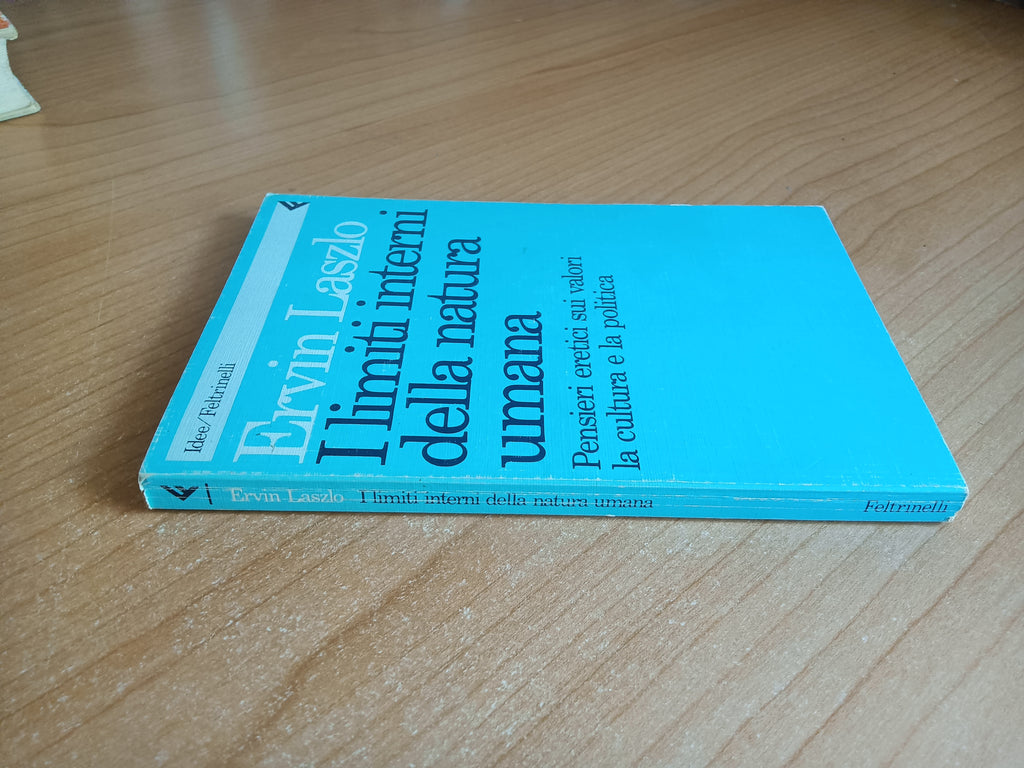 Idee/Feltrinelli
Ervin Laszlo
I limiti interni
della natura
umana
Pensieri eretici sui valori
la cultura e la politica
Ervin Laszlo I limiti interni della natura umana Feltrinelli